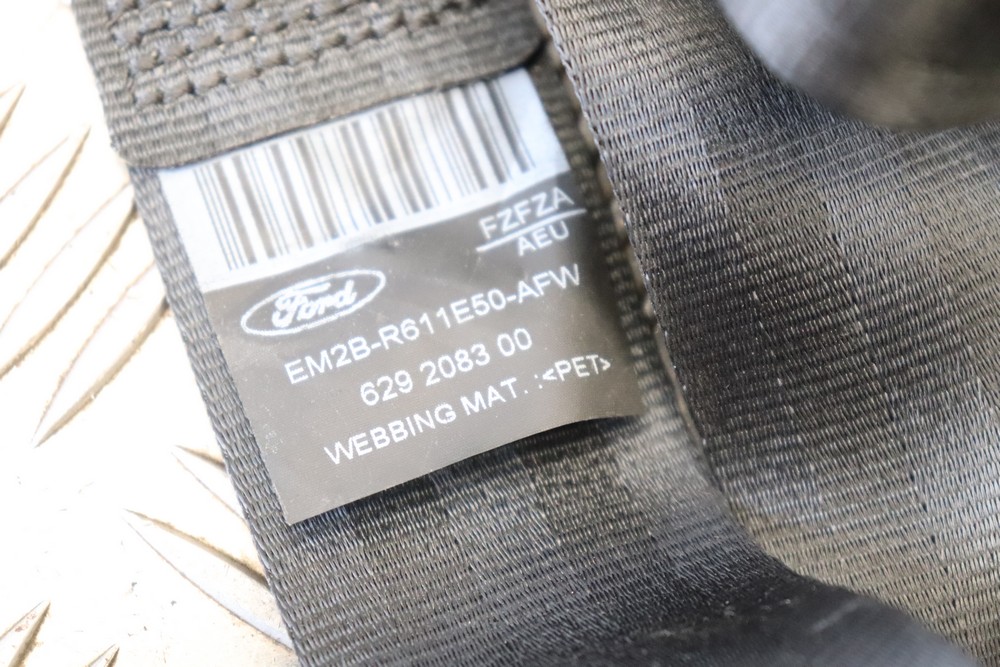 FZFZA
AEU
Ford
EM2B-R611E50-AFW
629 2083 00
WEBBING MAT. :<PET>